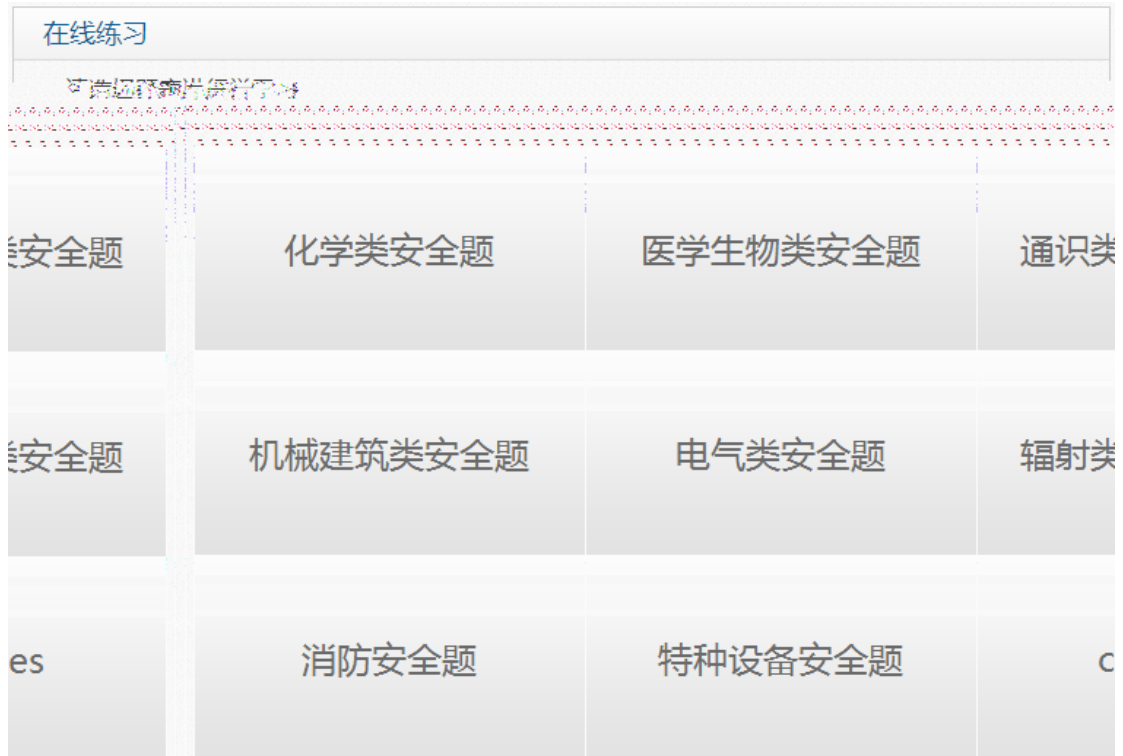 在线练习
类安全题 化学类安全题 医学生物类安全题 通识类
类安全题 机械建筑类安全题 电气类安全题 辐射类
es 消防安全题 特种设备安全题 c